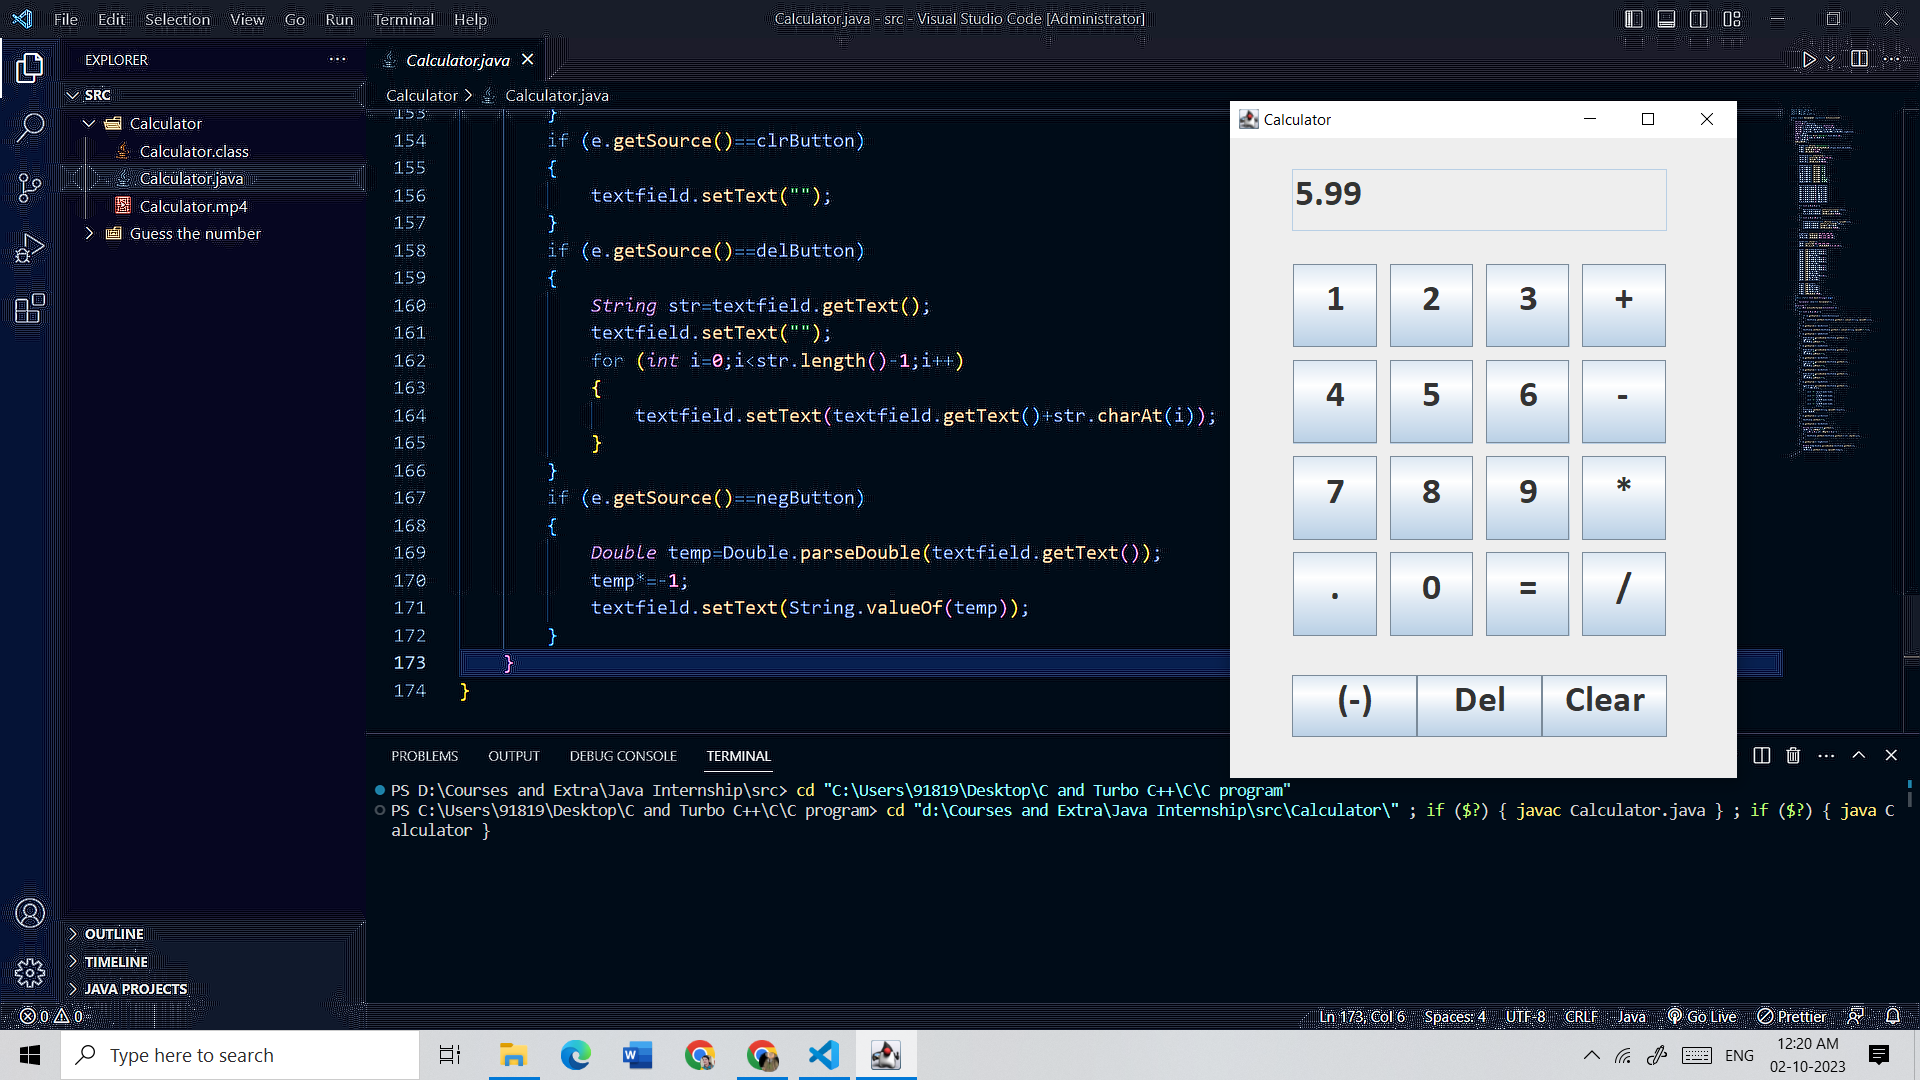 File Edit Selection View Go Run Terminal Help
Calculator.java - src - Visual Studio Code [Administrator]
EXPLORER
SRC
Calculator
Calculator.class
Calculator.java
Calculator.mp4
Guess the number
OUTLINE
TIMELINE
JAVA PROJECTS
Calculator.java
Calculator > Calculator.java
153 }
154 if (e.getSource()==clrButton)
155 {
156 textfield.setText("");
157 }
158 if (e.getSource()==delButton)
159 {
160 String str=textfield.getText();
161 textfield.setText("");
162 for (int i=0;i<str.length()-1;i++)
163 {
164 textfield.setText(textfield.getText()+str.charAt(i));
165 }
166 }
167 if (e.getSource()==negButton)
168 {
169 Double temp=Double.parseDouble(textfield.getText());
170 temp*=-1;
171 textfield.setText(String.valueOf(temp));
172 }
173 }
174 }
Calculator
5.99
1 2 3 +
4 5 6 -
7 8 9 *
. 0 = /
(-) Del Clear
PROBLEMS OUTPUT DEBUG CONSOLE TERMINAL
PS D:\Courses and Extra\Java Internship\src> cd "C:\Users\91819\Desktop\C and Turbo C++\C\C program"
PS C:\Users\91819\Desktop\C and Turbo C++\C\C program> cd "d:\Courses and Extra\Java Internship\src\Calculator\" ; if ($?) { javac Calculator.java } ; if ($?) { java C
alculator }
0 0
Ln 173, Col 6 Spaces: 4 UTF-8 CRLF Java Go Live Prettier
Type here to search
ENG
12:20 AM
02-10-2023